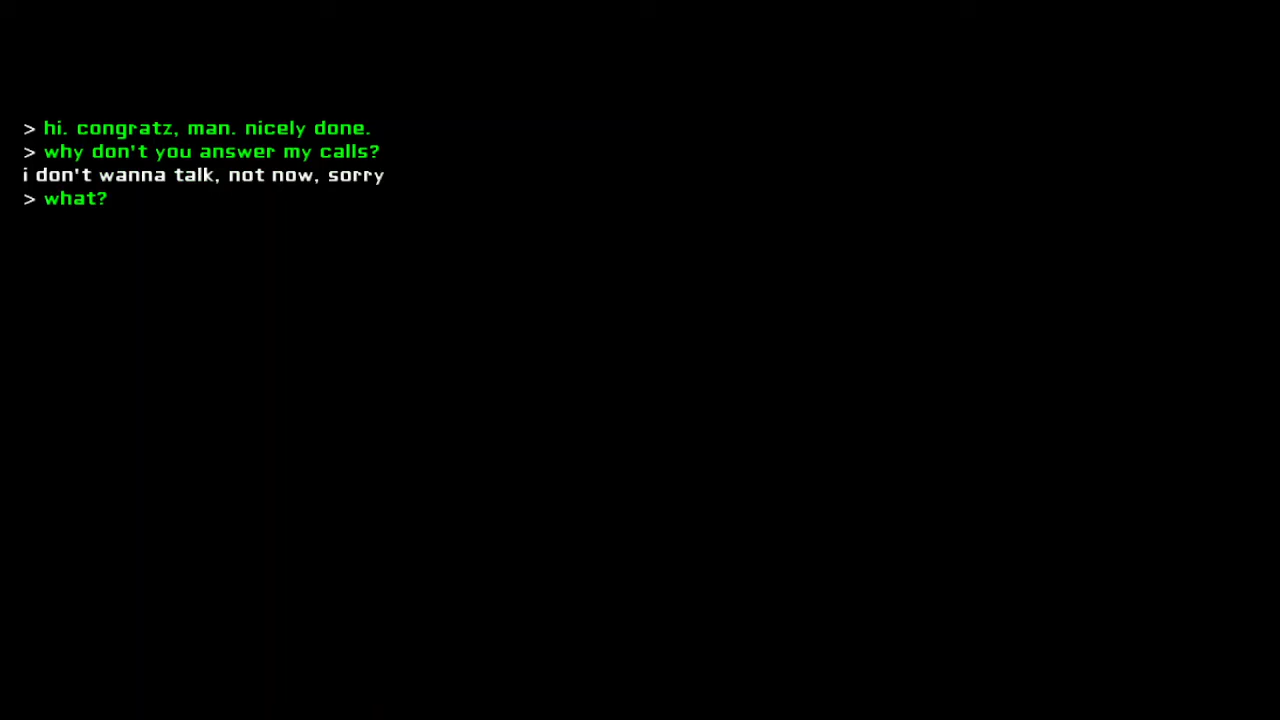 > hi. congratz, man. nicely done.
> why don't you answer my calls?
i don't wanna talk, not now, sorry
> what?